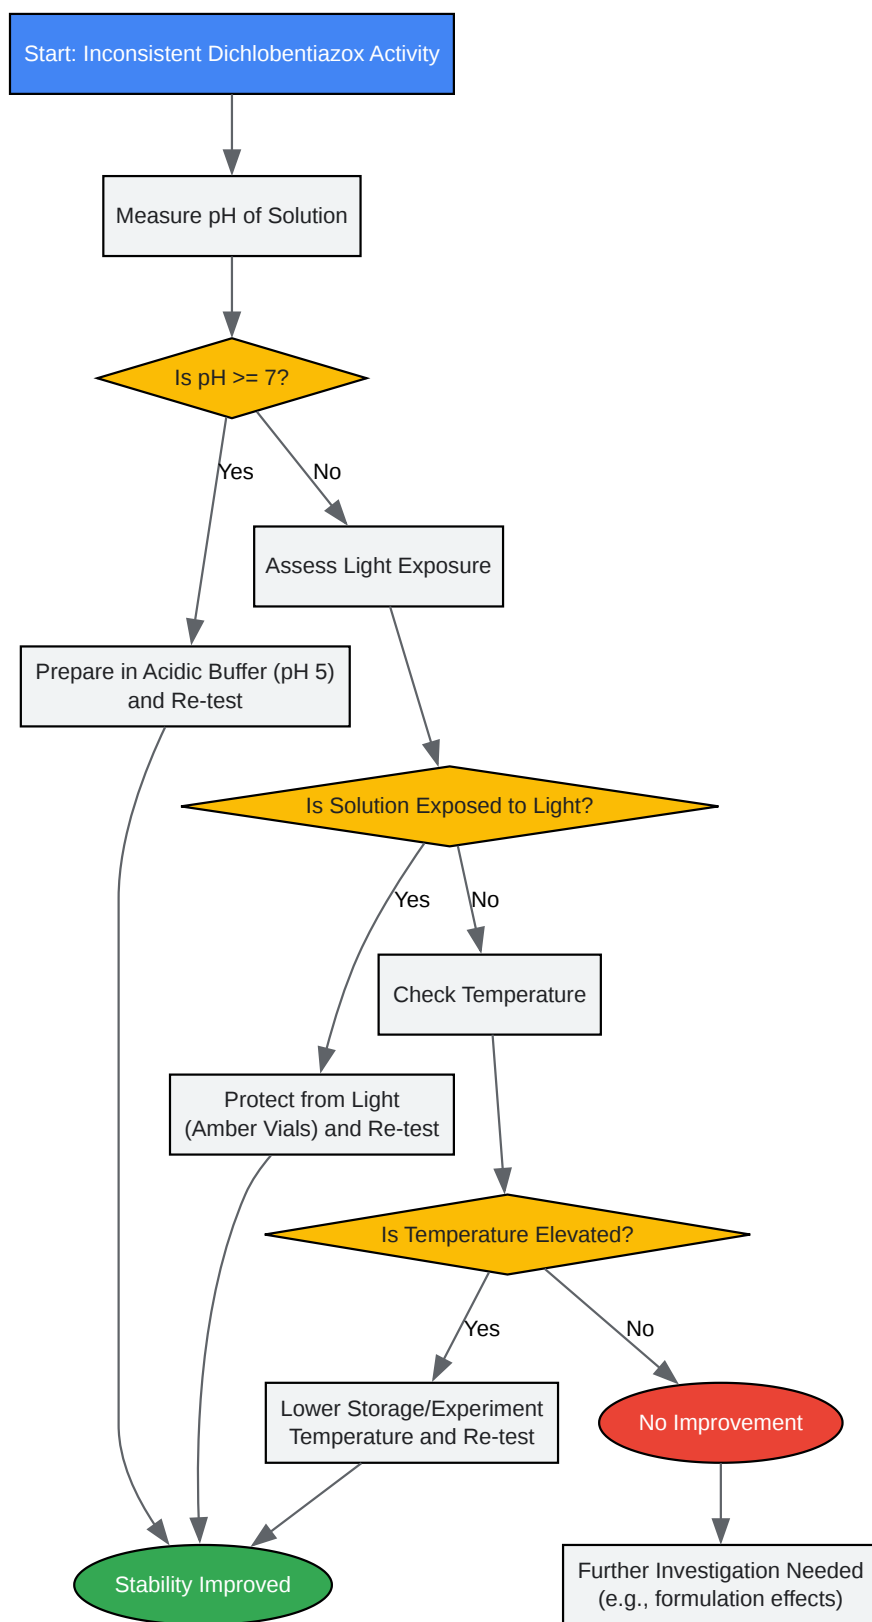 Start: Inconsistent Dichlobentiazox Activity
Measure pH of Solution
Is pH >= 7?
Yes
No
Assess Light Exposure
Prepare in Acidic Buffer (pH 5)
and Re-test
Is Solution Exposed to Light?
Yes
No
Check Temperature
Protect from Light
(Amber Vials) and Re-test
Is Temperature Elevated?
Yes
No
Lower Storage/Experiment
Temperature and Re-test
No Improvement
Stability Improved
Further Investigation Needed
(e.g., formulation effects)